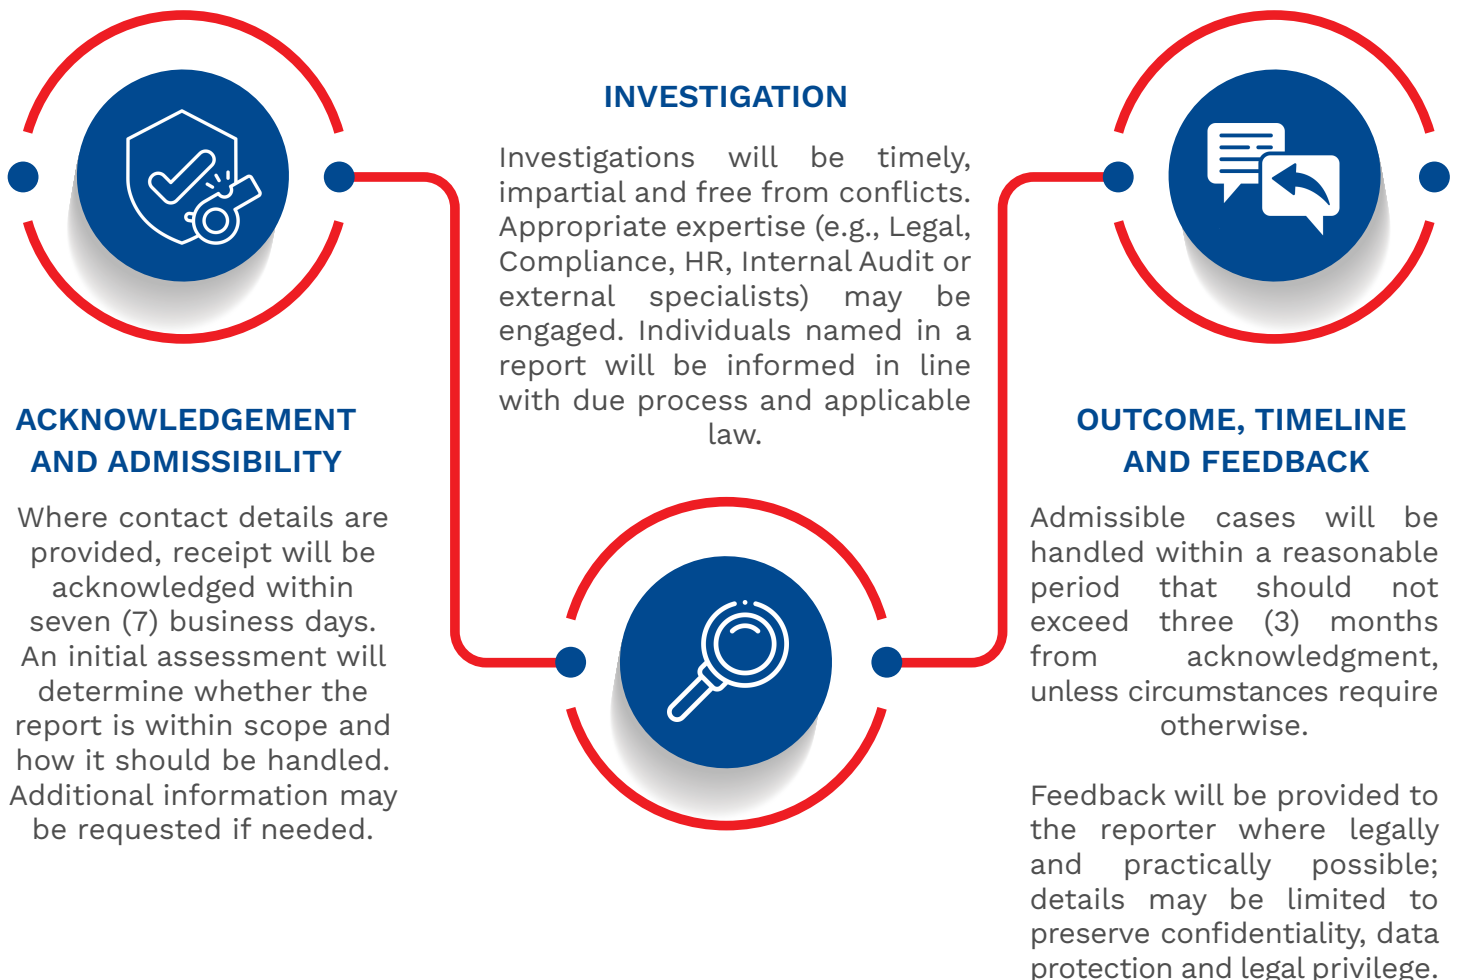 ACKNOWLEDGEMENT
AND ADMISSIBILITY
Where contact details are
provided, receipt will be
acknowledged within
seven (7) business days.
An initial assessment will
determine whether the
report is within scope and
how it should be handled.
Additional information may
be requested if needed.
INVESTIGATION
Investigations will be timely,
impartial and free from conflicts.
Appropriate expertise (e.g., Legal,
Compliance, HR, Internal Audit or
external specialists) may be
engaged. Individuals named in a
report will be informed in line
with due process and applicable
law.
OUTCOME, TIMELINE
AND FEEDBACK
Admissible cases will be
handled within a reasonable
period that should not
exceed three (3) months
from acknowledgment,
unless circumstances require
otherwise.
Feedback will be provided to
the reporter where legally
and practically possible;
details may be limited to
preserve confidentiality, data
protection and legal privilege.